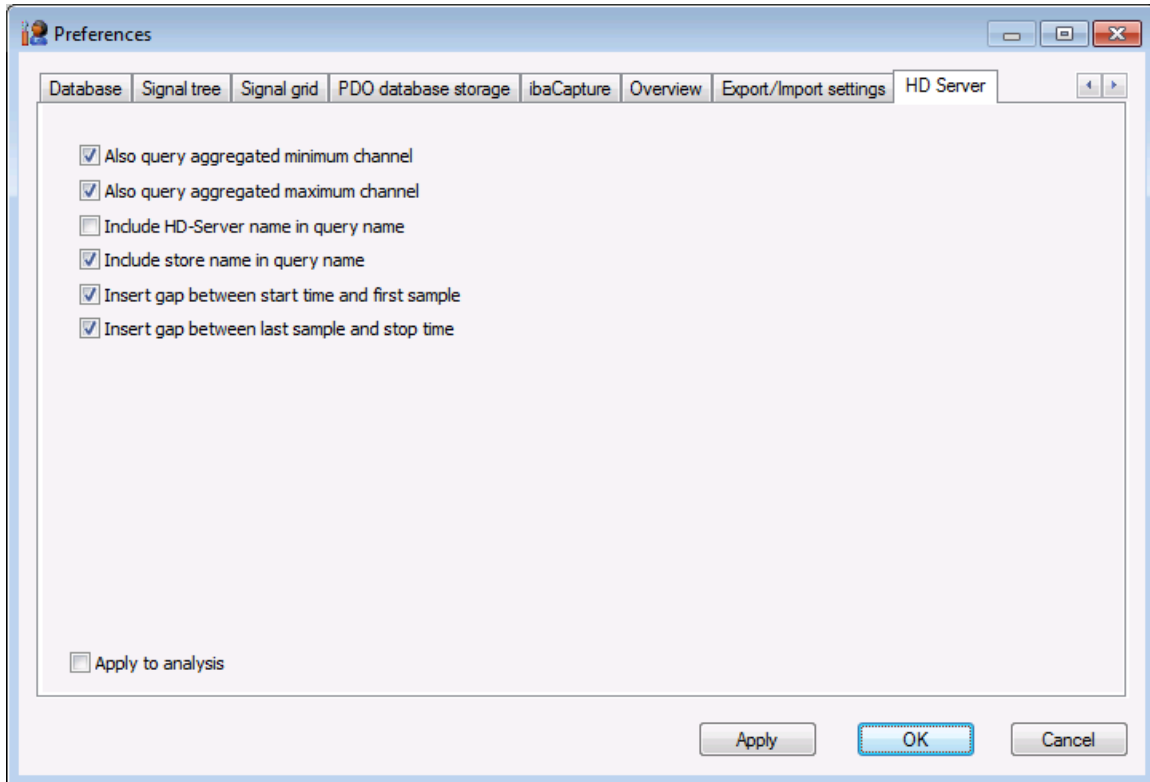 Preferences
Database Signal tree Signal grid PDO database storage ibaCapture Overview Export/Import settings HD Server
Also query aggregated minimum channel
Also query aggregated maximum channel
Include HD-Server name in query name
Include store name in query name
Insert gap between start time and first sample
Insert gap between last sample and stop time
Apply to analysis
Apply OK Cancel